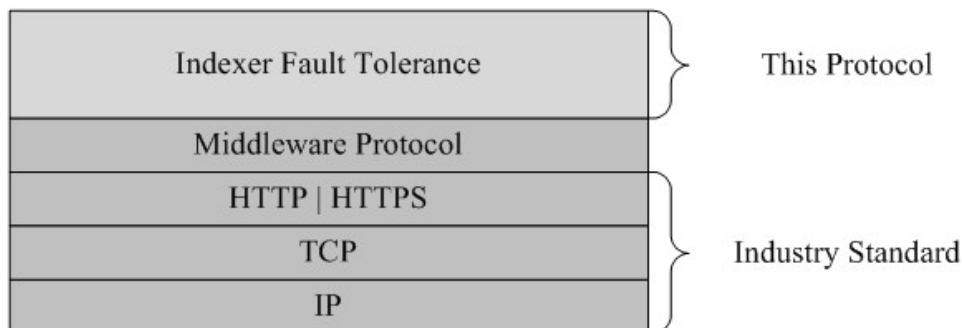 Indexer Fault Tolerance
This Protocol
Middleware Protocol
HTTP | HTTPS
TCP
Industry Standard
IP